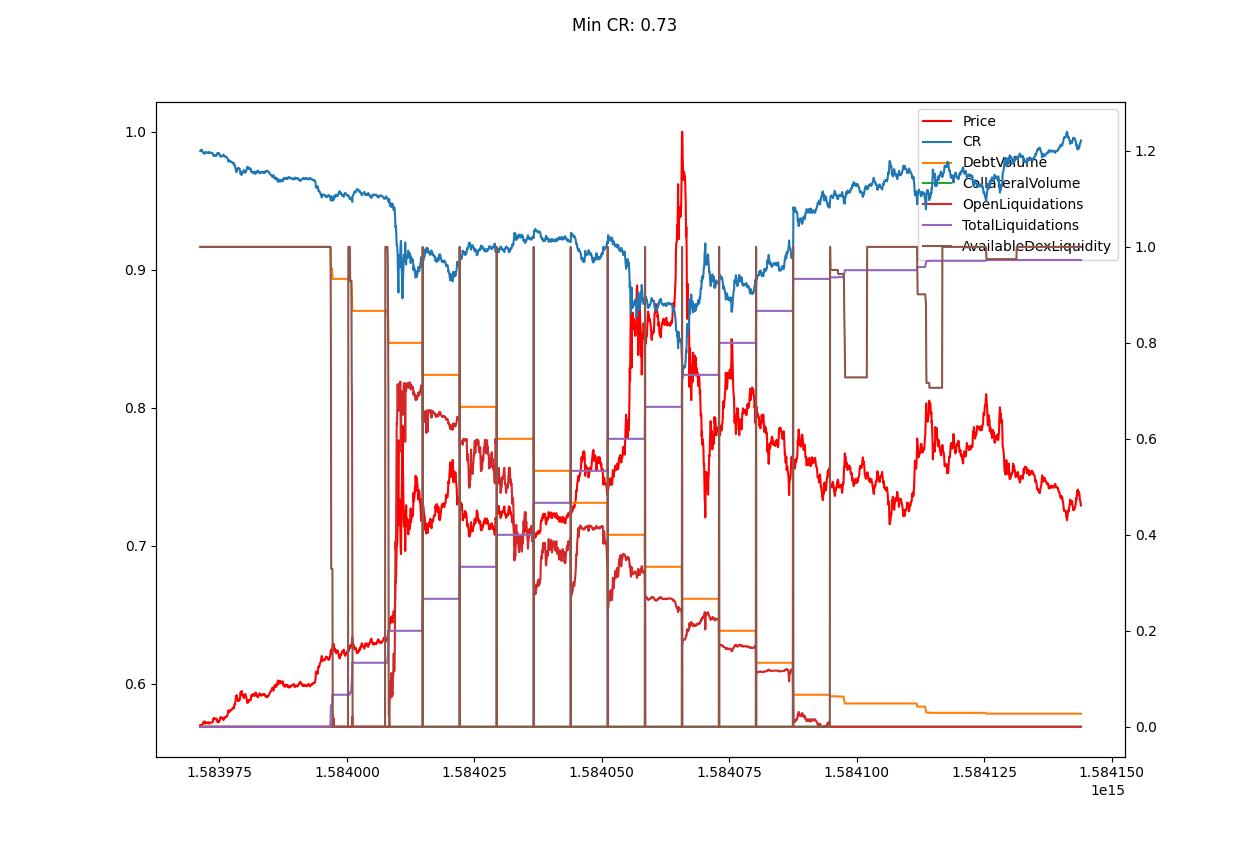 Min CR: 0.73
1.0
0.9
0.8
0.7
0.6
1.2
1.0
0.8
0.6
0.4
0.2
0.0
Price
CR
DebtVolume
CollateralVolume
OpenLiquidations
TotalLiquidations
AvailableDexLiquidity
1.583975 1.584000 1.584025 1.584050 1.584075 1.584100 1.584125 1.584150
1e15